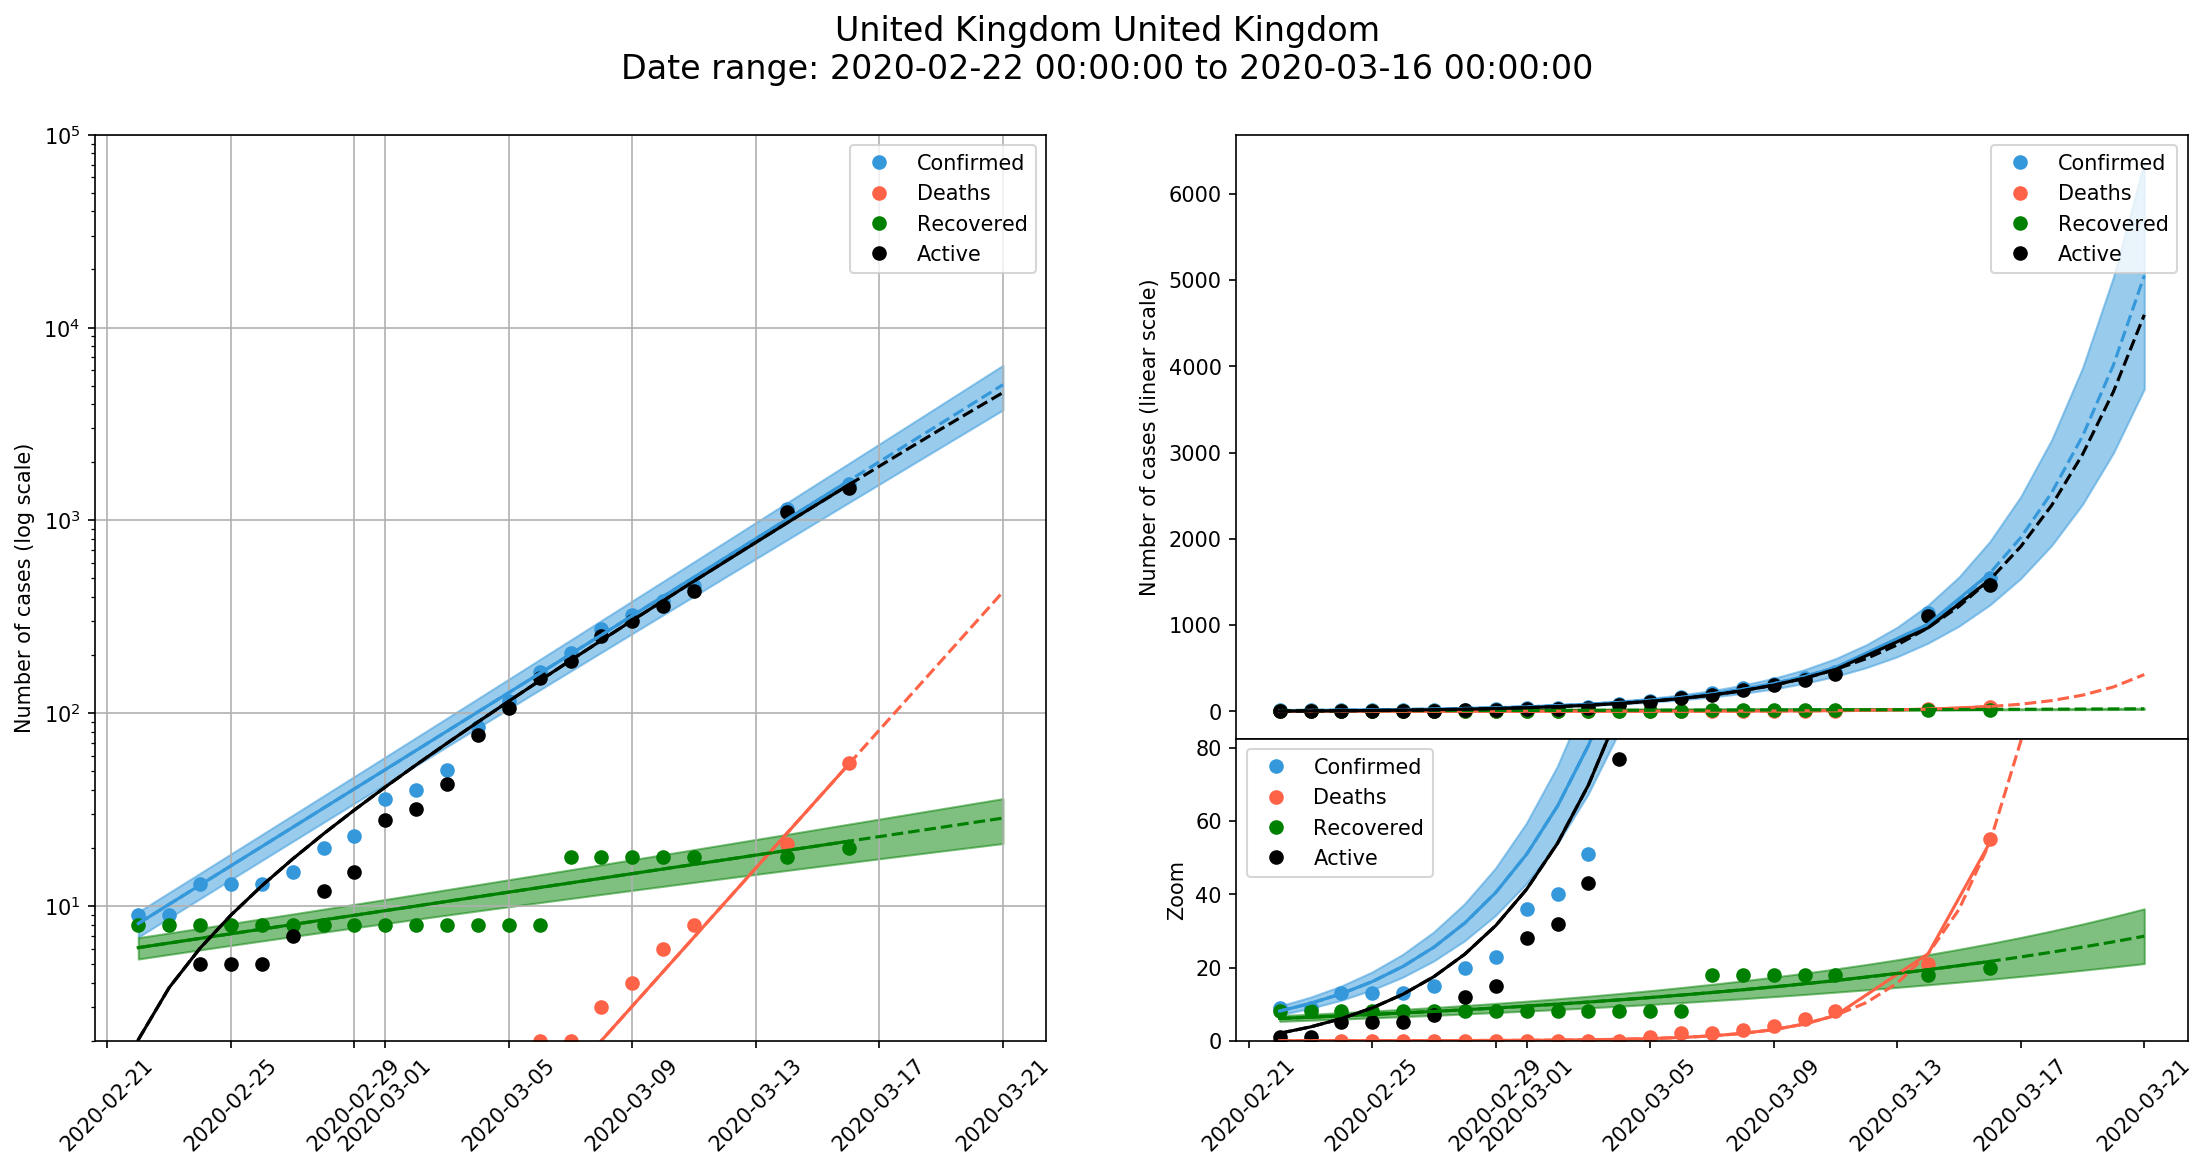 United Kingdom United Kingdom
Date range: 2020-02-22 00:00:00 to 2020-03-16 00:00:00
Number of cases (log scale)
10^5
10^4
10^3
10^2
10^1
Confirmed
Deaths
Recovered
Active
2020-02-21
2020-02-25
2020-02-29
2020-03-01
2020-03-05
2020-03-09
2020-03-13
2020-03-17
2020-03-21
Number of cases (linear scale)
6000
5000
4000
3000
2000
1000
0
Confirmed
Deaths
Recovered
Active
Zoom
80
60
40
20
0
Confirmed
Deaths
Recovered
Active
2020-02-21
2020-02-25
2020-02-29
2020-03-01
2020-03-05
2020-03-09
2020-03-13
2020-03-17
2020-03-21